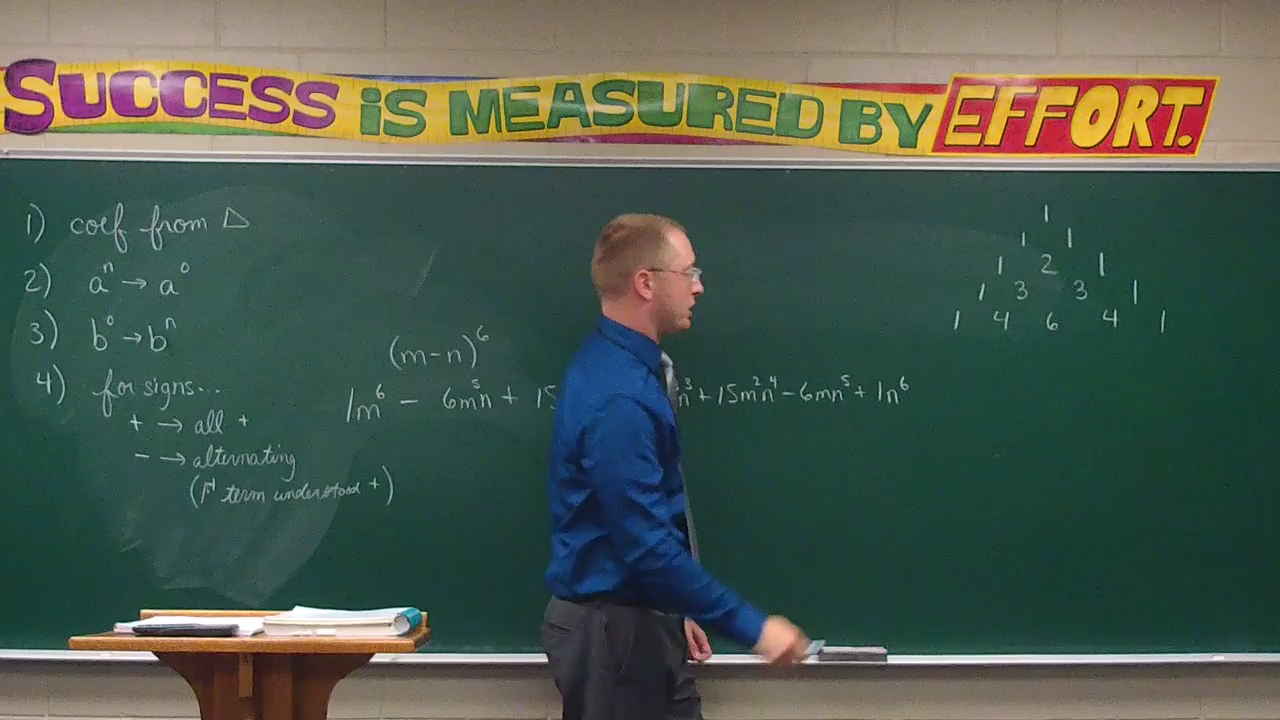 SUCCESS iS MEASURED BY EFFORT.
1) coef from △
2) aⁿ → a⁰
3) b⁰ → bⁿ
4) for signs...
+ → all +
- → alternating
(1st term understood +)
(m-n)⁶
1m⁶ - 6m⁵n + 15 n³ + 15m²n⁴ - 6mn⁵ + 1n⁶
1
1 1
1 2 1
1 3 3 1
1 4 6 4 1